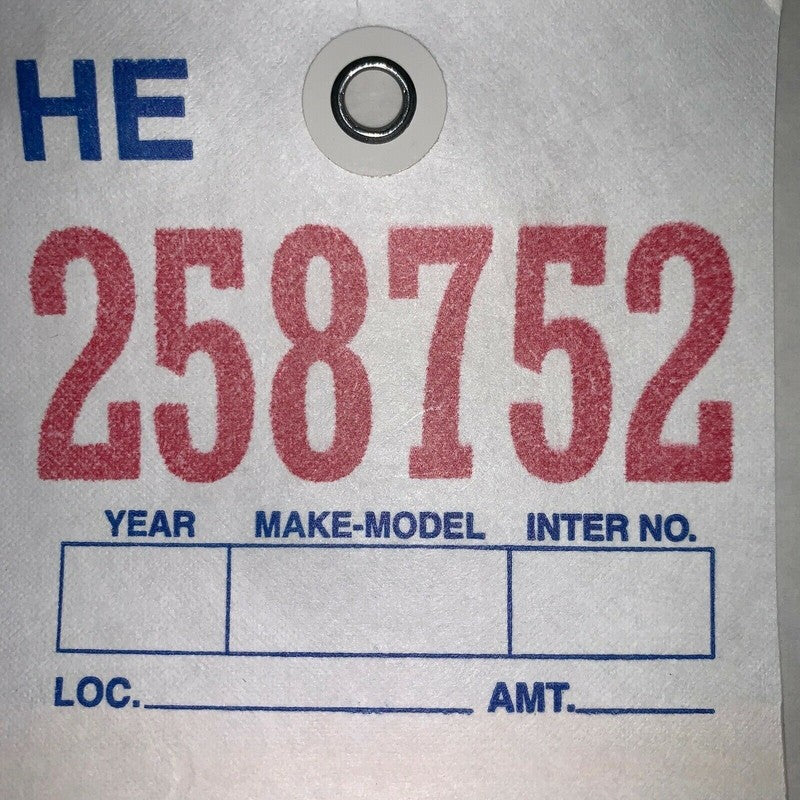 HE
258752
YEAR MAKE-MODEL INTER NO.
LOC. AMT.